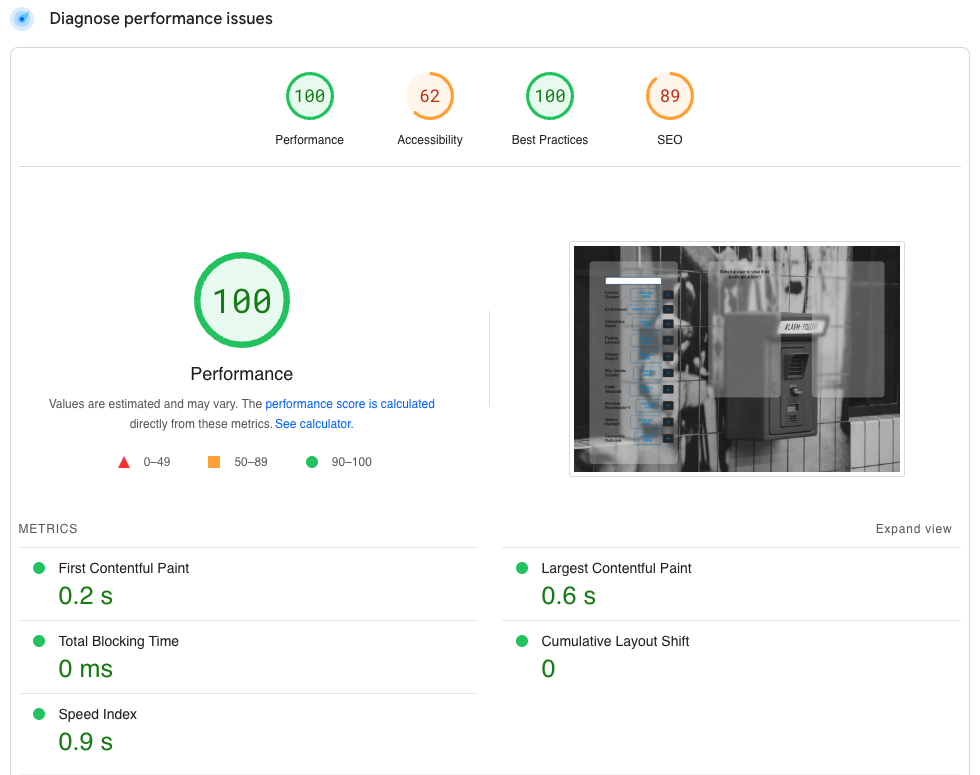 Diagnose performance issues
100
62
100
89
Performance
Accessibility
Best Practices
SEO
100
Performance
Values are estimated and may vary. The performance score is calculated
directly from these metrics. See calculator.
0–49
50–89
90–100
Select a user to view their
METRICS
Expand view
First Contentful Paint
0.2 s
Largest Contentful Paint
0.6 s
Total Blocking Time
0 ms
Cumulative Layout Shift
0
Speed Index
0.9 s